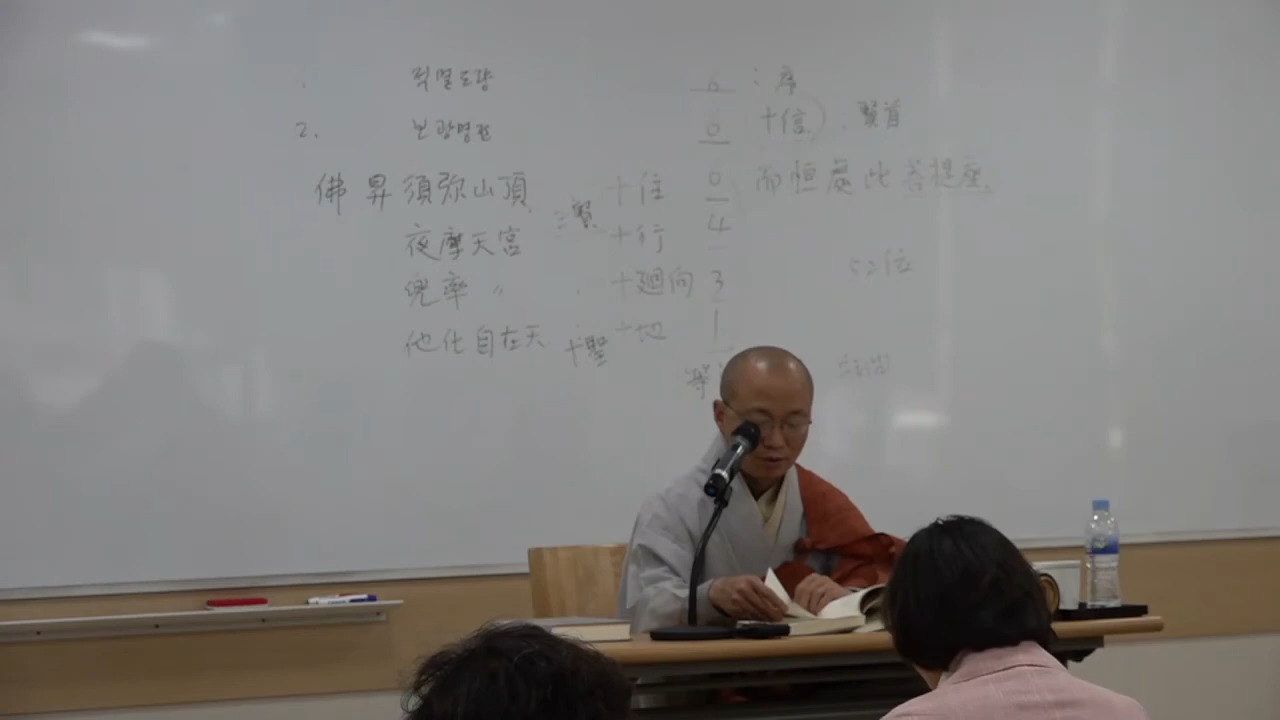 적멸도량 6 : 序
2. 보광명전 6 十信 : 賢首
佛 昇 須弥山頂 十住 6 而恒處此菩提座
夜摩天宮 三賢 十行 4
52位
兜率 〃 十廻向 3
他化自在天 十聖 十地 1
等